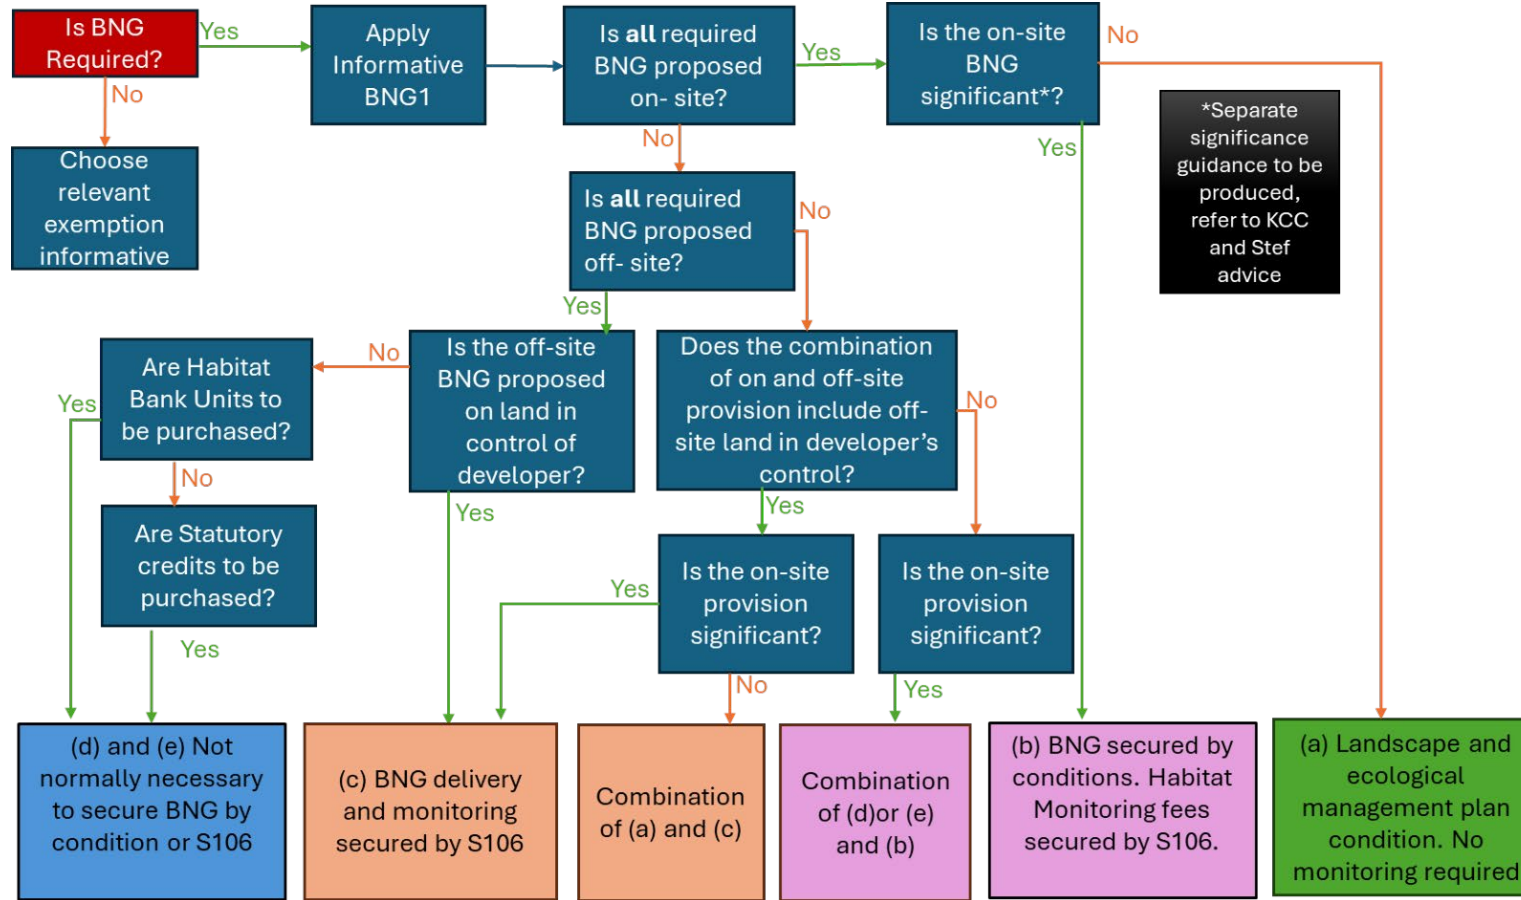 Is BNG
Required?
Yes
No
Choose
relevant
exemption
informative
Apply
Informative
BNG1
Is all required
BNG proposed
on- site?
Yes
No
Is the on-site
BNG
significant*?
No
Yes
*Separate
significance
guidance to be
produced,
refer to KCC
and Stef
advice
Is all required
BNG proposed
off- site?
No
Yes
Is the off-site
BNG proposed
on land in
control of
developer?
No
Yes
Are Habitat
Bank Units to
be purchased?
Yes
No
Are Statutory
credits to be
purchased?
Yes
Does the combination
of on and off-site
provision include off-
site land in developer’s
control?
No
Yes
Is the on-site
provision
significant?
Yes
No
Is the on-site
provision
significant?
Yes
(d) and (e) Not
normally necessary
to secure BNG by
condition or S106
(c) BNG delivery
and monitoring
secured by S106
Combination
of (a) and (c)
Combination
of (d)or (e)
and (b)
(b) BNG secured by
conditions. Habitat
Monitoring fees
secured by S106.
(a) Landscape and
ecological
management plan
condition. No
monitoring required